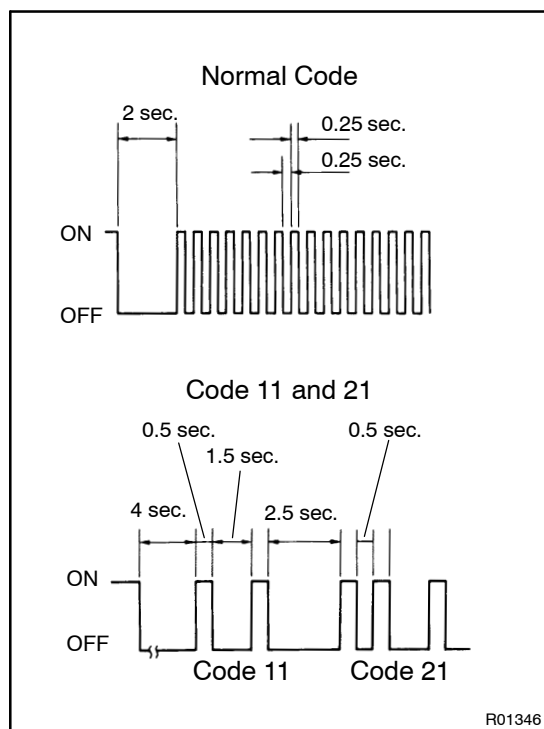 Normal Code
2 sec.
0.25 sec.
0.25 sec.
ON
OFF
Code 11 and 21
0.5 sec.
0.5 sec.
1.5 sec.
4 sec.
2.5 sec.
ON
OFF
Code 11
Code 21
R01346